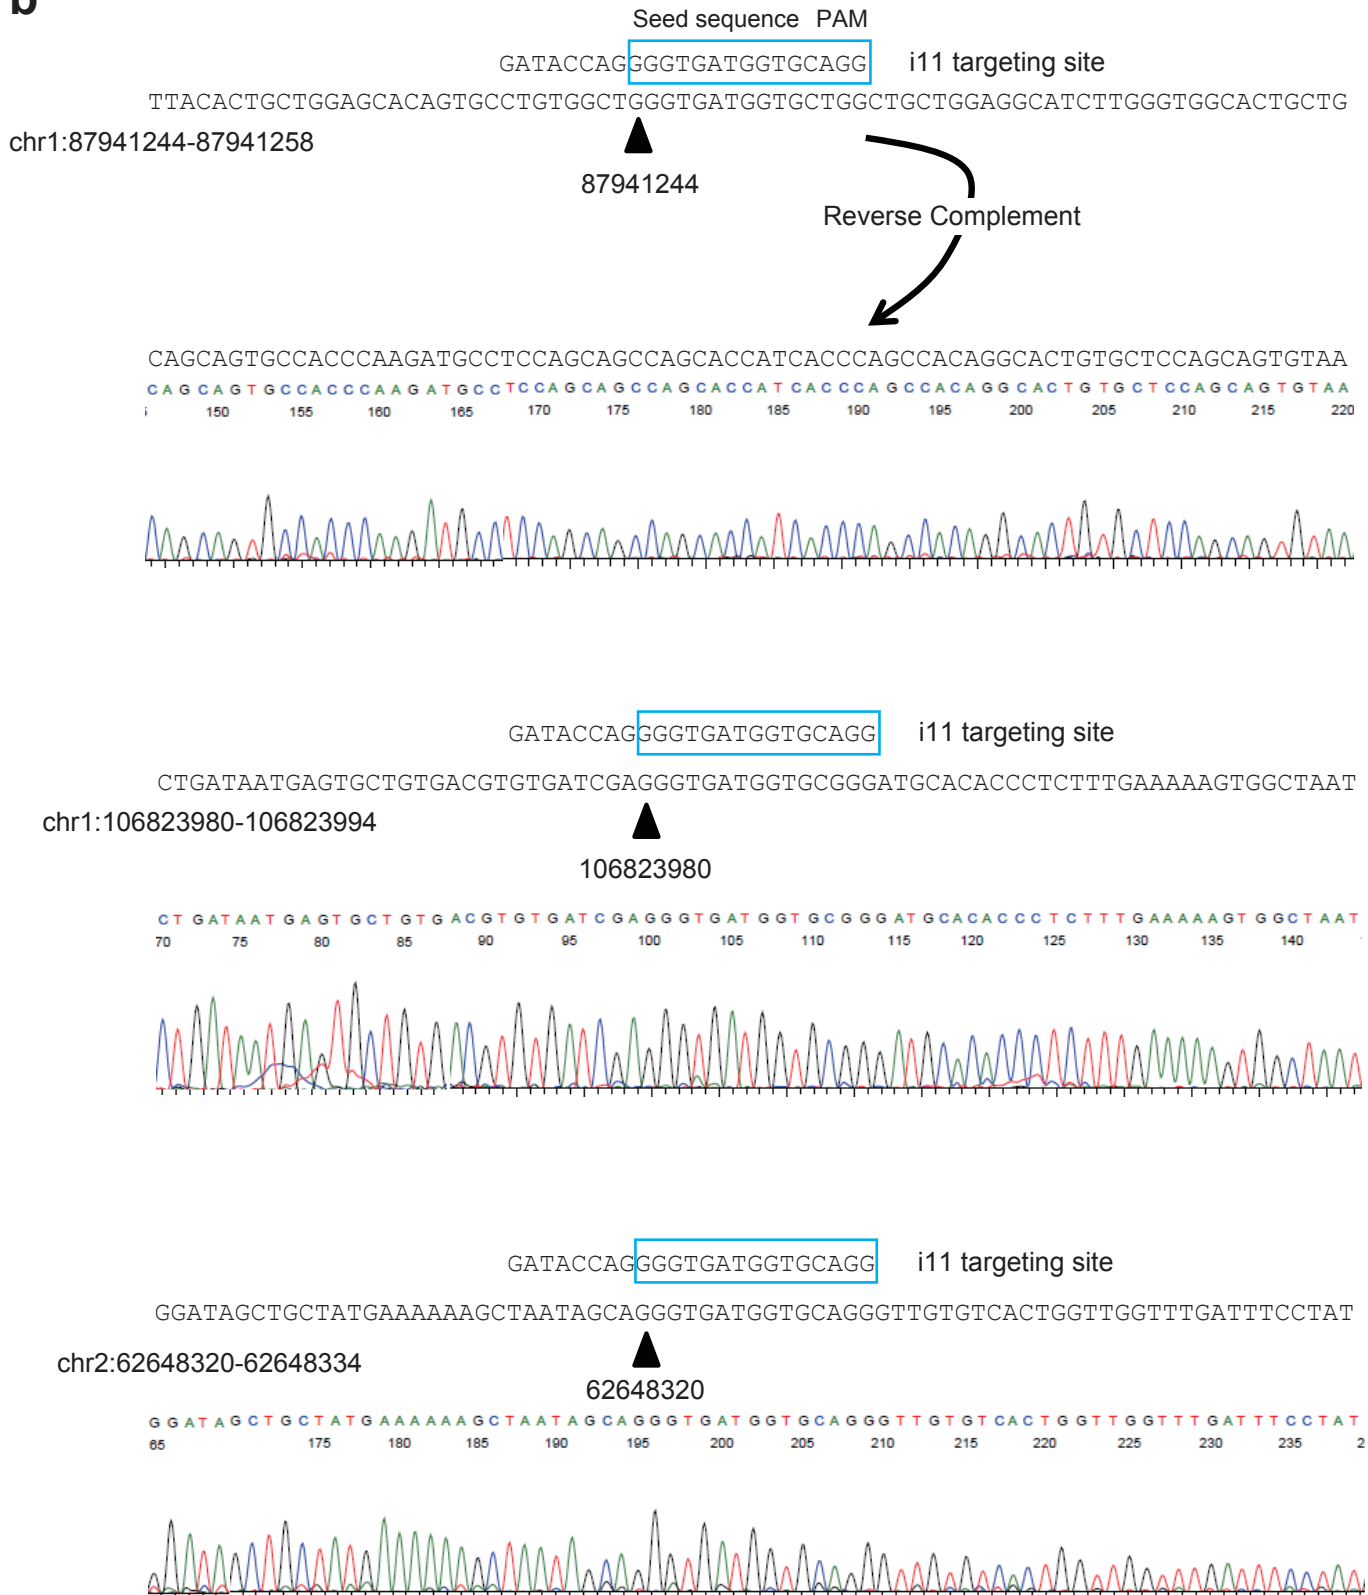 b
Seed sequence PAM
GATACCAGGGGTGATGGTGCAGG i11 targeting site
TTACACTGCTGGAGCACAGTGCCTGTGGCTGGGTGATGGTGCTGGCTGCTGGAGGCATCTTGGGTGGCACTGCTG
chr1:87941244-87941258
87941244
Reverse Complement
CAGCAGTGCCACCCAAGATGCCTCCAGCAGCCAGCACCATCACCCAGCCACAGGCACTGTGCTCCAGCAGTGTAA
CAGCAGTGCCACCCAAGATGCCTCCAGCAGCCAGCACCATCACCCAGCCACAGGCACTGTGCTCCAGCAGTGTAA
150 155 160 165 170 175 180 185 190 195 200 205 210 215 220
GATACCAGGGGTGATGGTGCAGG i11 targeting site
CTGATAATGAGTGCTGTGACGTGTGATCGAGGGTGATGGTGCGGGATGCACACCCTCTTTGAAAAAGTGGCTAAT
chr1:106823980-106823994
106823980
CTGATAATGAGTGCTGTGACGTGTGATCGAGGGTGATGGTGCGGGATGCACACCCTCTTTGAAAAAGTGGCTAAT
70 75 80 85 90 95 100 105 110 115 120 125 130 135 140
GATACCAGGGGTGATGGTGCAGG i11 targeting site
GGATAGCTGCTATGAAAAAAGCTAATAGCAGGGTGATGGTGCAGGGTTGTGTCACTGGTTGGTTTGATTTCCTAT
chr2:62648320-62648334
62648320
GGATAGCTGCTATGAAAAAAGCTAATAGCAGGGTGATGGTGCAGGGTTGTGTCACTGGTTGGTTTGATTTCCTAT
65 175 180 185 190 195 200 205 210 215 220 225 230 235 2